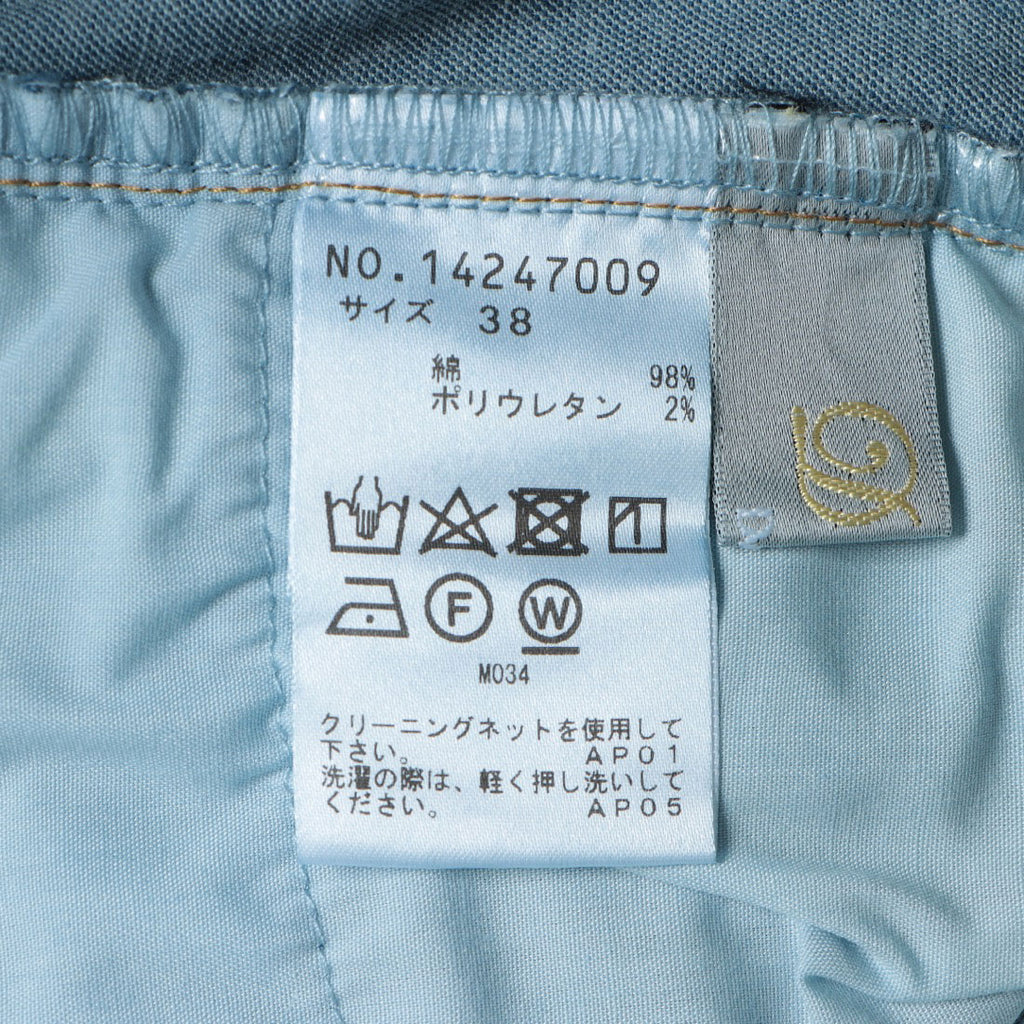 NO.14247009
サイズ 38
綿 98%
ポリウレタン 2%
F W
M034
クリーニングネットを使用して
下さい。 AP01
洗濯の際は、軽く押し洗いして
ください。 AP05